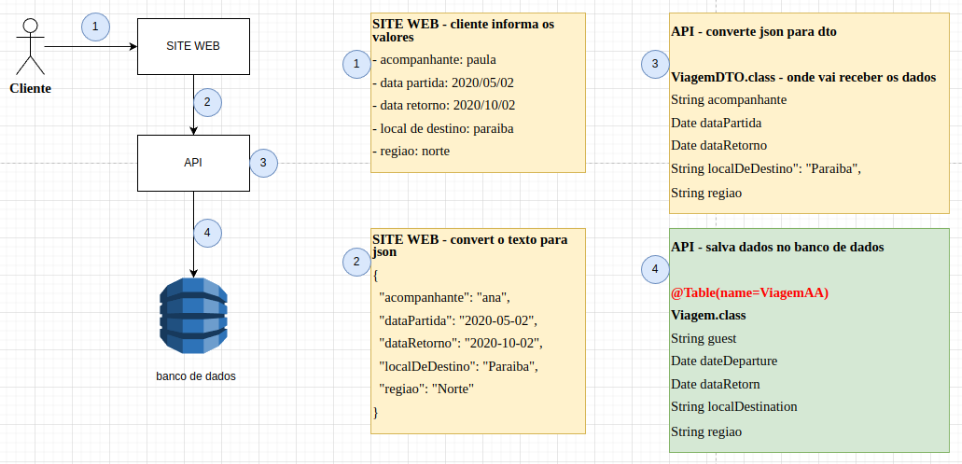 Cliente
1
SITE WEB
2
API
3
4
banco de dados
1
SITE WEB - cliente informa os
valores
- acompanhante: paula
- data partida: 2020/05/02
- data retorno: 2020/10/02
- local de destino: paraiba
- regiao: norte
2
SITE WEB - convert o texto para
json
{
"acompanhante": "ana",
"dataPartida": "2020-05-02",
"dataRetorno": "2020-10-02",
"localDeDestino": "Paraiba",
"regiao": "Norte"
}
3
API - converte json para dto
ViagemDTO.class - onde vai receber os dados
String acompanhante
Date dataPartida
Date dataRetorno
String localDeDestino": "Paraiba",
String regiao
4
API - salva dados no banco de dados
@Table(name=ViagemAA)
Viagem.class
String guest
Date dateDeparture
Date dataRetorn
String localDestination
String regiao